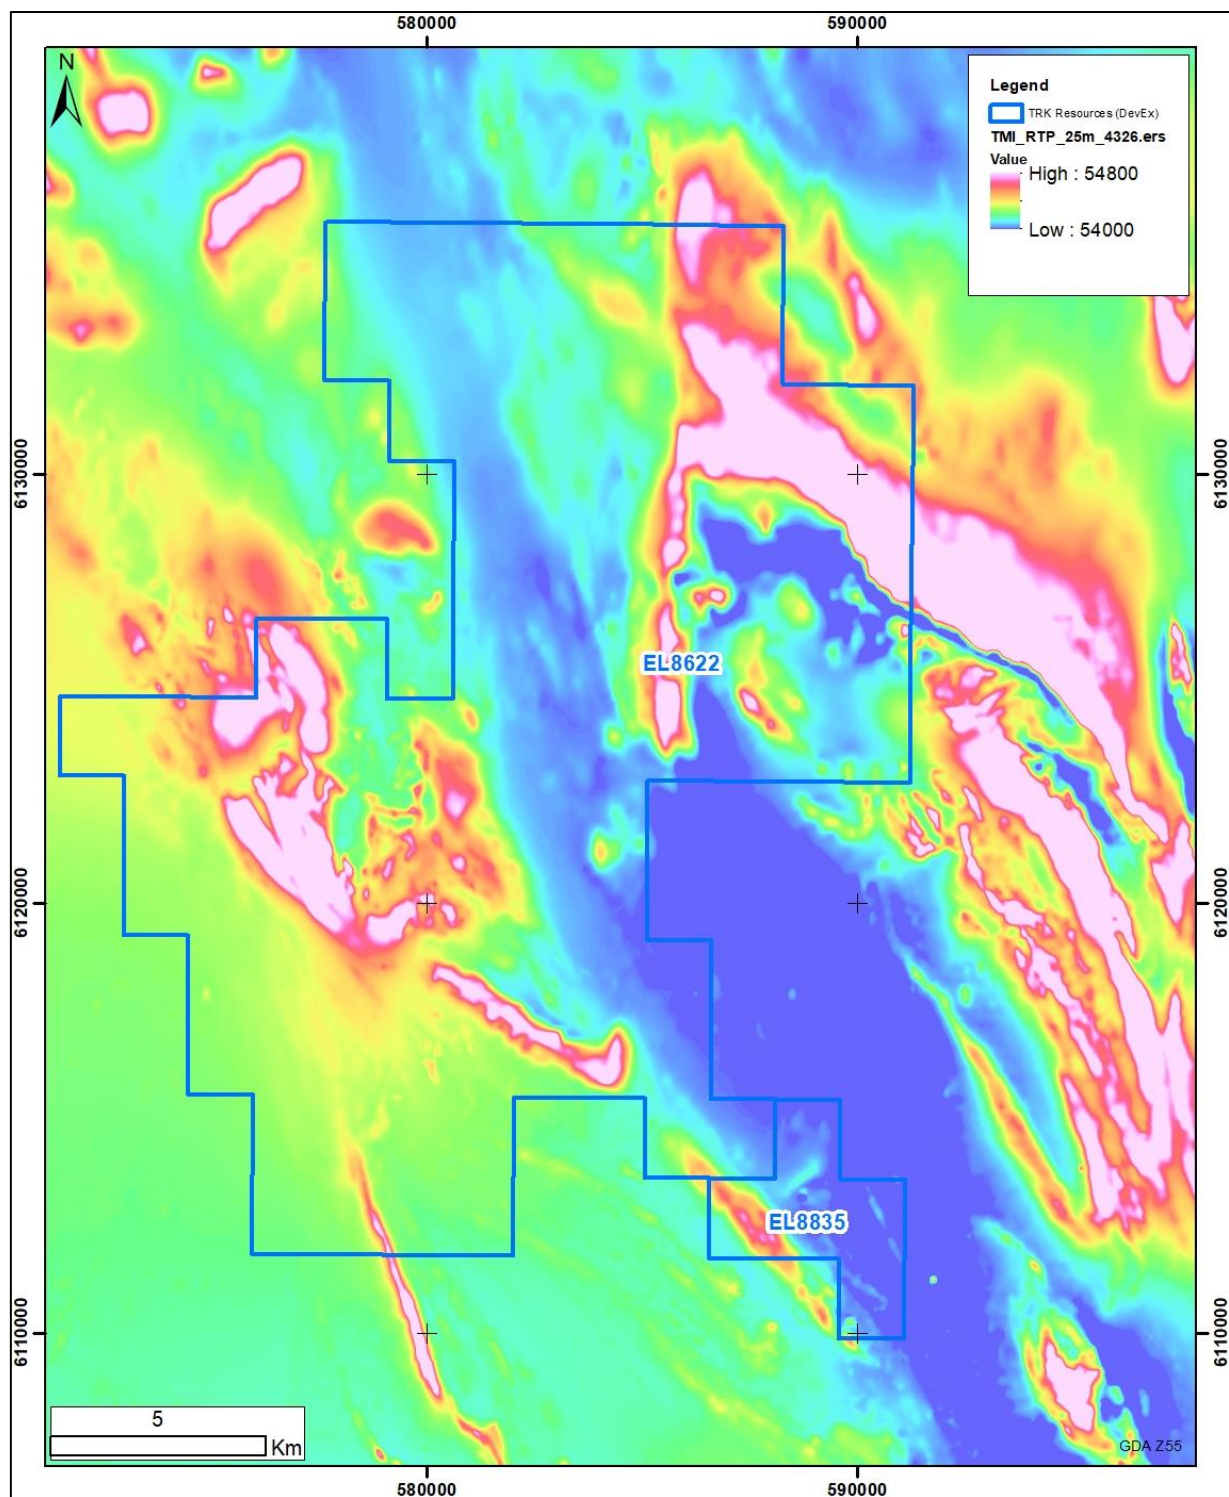 580000
590000
N
Legend
TRK Resources (DevEx)
TMI_RTP_25m_4326.ers
Value
High : 54800
Low : 54000
6130000
6130000
EL8622
6120000
6120000
EL8835
6110000
6110000
5
Km
GDA Z55
580000
590000